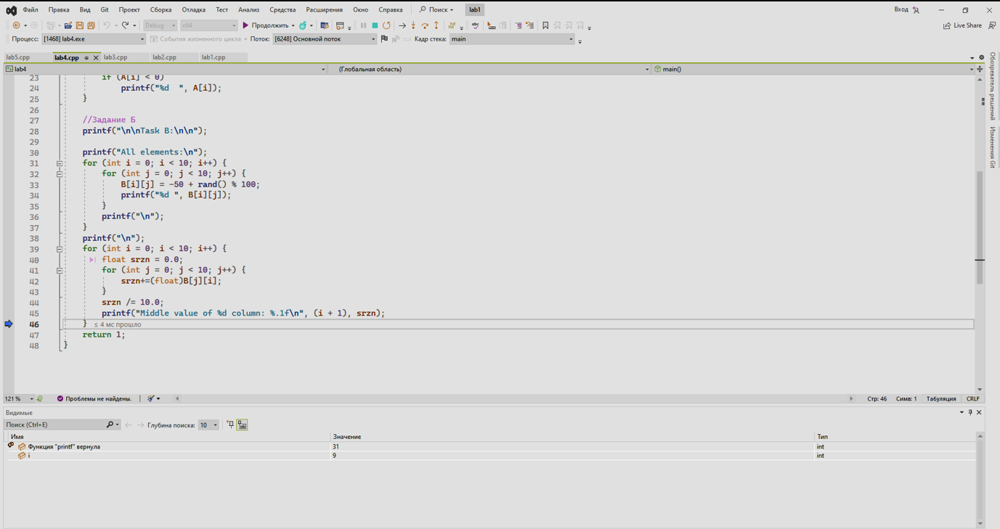 Файл Правка Вид Git Проект Сборка Отладка Тест Анализ Средства Расширения Окно Справка Поиск lab1 Вход
Debug x64 Продолжить Live Share
Процесс: [1468] lab4.exe События жизненного цикла Поток: [6248] Основной поток Кадр стека: main
lab5.cpp lab4.cpp lab3.cpp lab2.cpp lab1.cpp
lab4 (Глобальная область) main()
23 if (A[i] < 0)
24 printf("%d  ", A[i]);
25 }
26
27 //Задание Б
28 printf("\n\nTask B:\n\n");
29
30 printf("All elements:\n");
31 for (int i = 0; i < 10; i++) {
32 for (int j = 0; j < 10; j++) {
33 B[i][j] = -50 + rand() % 100;
34 printf("%d ", B[i][j]);
35 }
36 printf("\n");
37 }
38 printf("\n");
39 for (int i = 0; i < 10; i++) {
40 float srzn = 0.0;
41 for (int j = 0; j < 10; j++) {
42 srzn+=(float)B[j][i];
43 }
44 srzn /= 10.0;
45 printf("Middle value of %d column: %.1f\n", (i + 1), srzn);
46 } ≤ 4 мс прошло
47 return 1;
48 }
121 % Проблемы не найдены. Стр: 46 Симв: 1 Табуляция CRLF
Видимые
Поиск (Ctrl+E) Глубина поиска: 10
Имя Значение Тип
Функция "printf" вернула 31 int
i 9 int
Обозреватель решений
Изменения Git